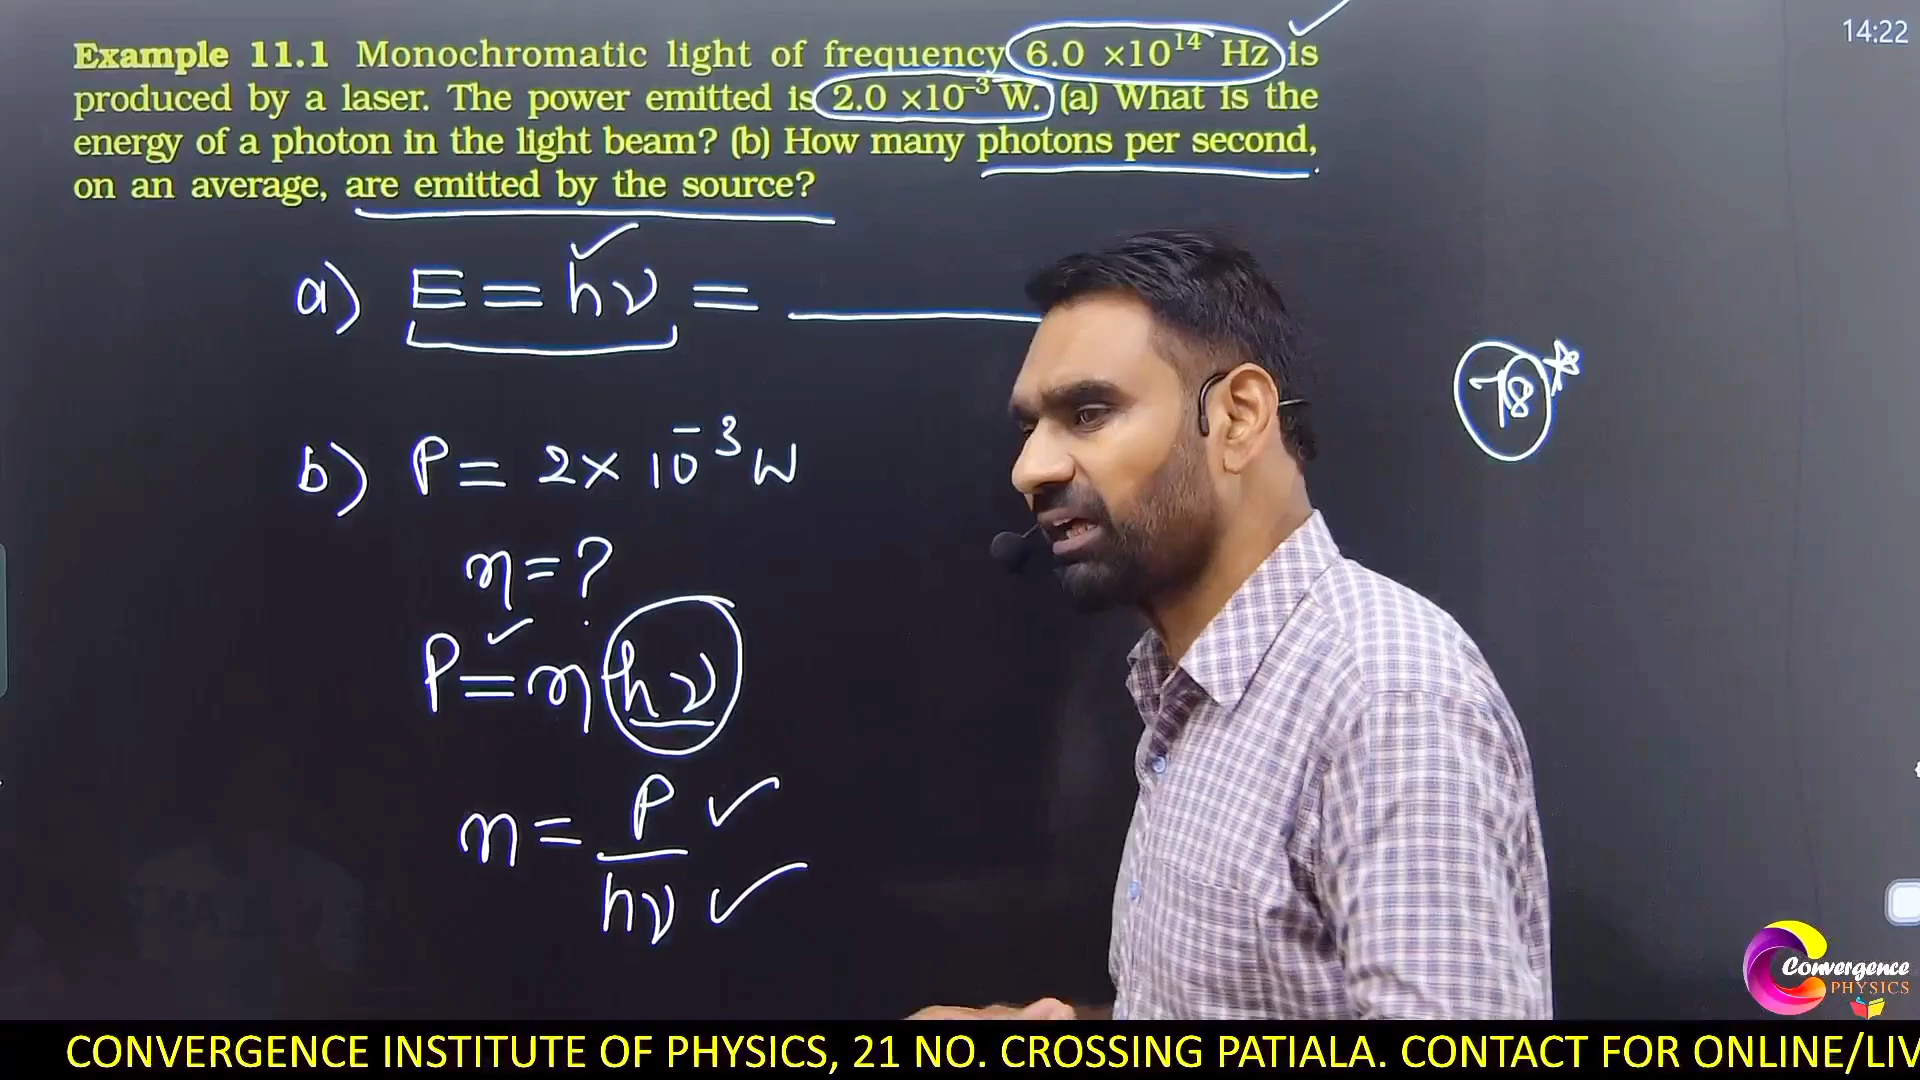 14:22
Example 11.1 Monochromatic light of frequency 6.0 ×10¹⁴ Hz is
produced by a laser. The power emitted is 2.0 ×10⁻³ W. (a) What is the
energy of a photon in the light beam? (b) How many photons per second,
on an average, are emitted by the source?
a) E = hν =
78
b) P = 2 × 10⁻³ W
n = ?
P = n hν
n = P
hν
Convergence
PHYSICS
CONVERGENCE INSTITUTE OF PHYSICS, 21 NO. CROSSING PATIALA. CONTACT FOR ONLINE/LIV